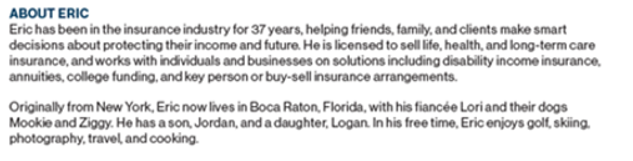 ABOUT ERIC
Eric has been in the insurance industry for 37 years, helping friends, family, and clients make smart
decisions about protecting their income and future. He is licensed to sell life, health, and long-term care
insurance, and works with individuals and businesses on solutions including disability income insurance,
annuities, college funding, and key person or buy-sell insurance arrangements.
Originally from New York, Eric now lives in Boca Raton, Florida, with his fiancée Lori and their dogs
Mookie and Ziggy. He has a son, Jordan, and a daughter, Logan. In his free time, Eric enjoys golf, skiing,
photography, travel, and cooking.